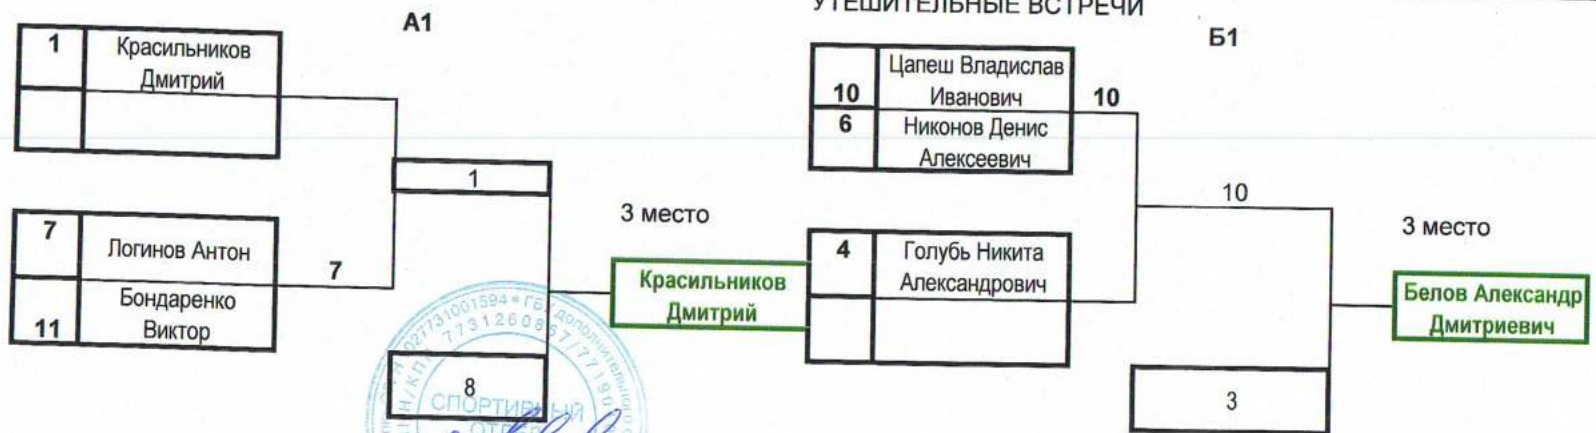 УТЕШИТЕЛЬНЫЕ ВСТРЕЧИ
А1
1
Красильников
Дмитрий
1
7
Логинов Антон
7
11
Бондаренко
Виктор
3 место
Красильников
Дмитрий
8
СПОРТИВНЫЙ
ОТДЕЛ
Б1
10
Цапеш Владислав
Иванович
10
6
Никонов Денис
Алексеевич
10
4
Голубь Никита
Александрович
3 место
Белов Александр
Дмитриевич
3